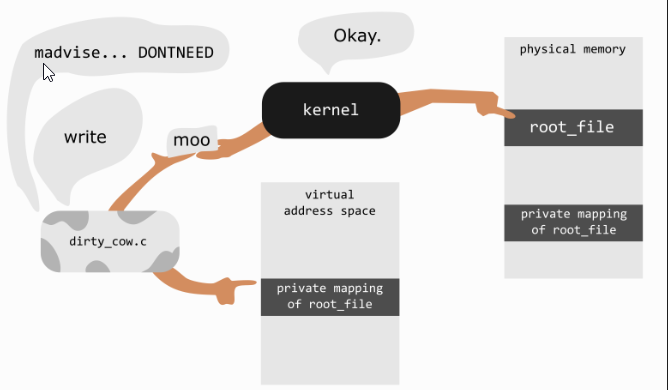 Okay.
madvise... DONTNEED
physical memory
kernel
root_file
write
moo
virtual
address space
private mapping
of root_file
dirty_cow.c
private mapping
of root_file